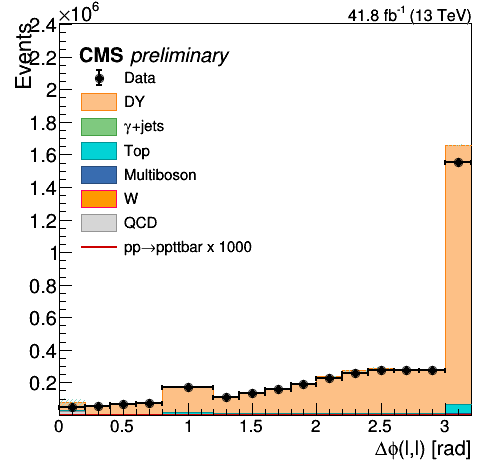 ×10⁶
41.8 fb⁻¹ (13 TeV)
Events
CMS preliminary
Data
DY
γ+jets
Top
Multiboson
W
QCD
pp→ppttbar x 1000
2.4
2.2
2
1.8
1.6
1.4
1.2
1
0.8
0.6
0.4
0.2
0 0.5 1 1.5 2 2.5 3
Δφ(l,l) [rad]